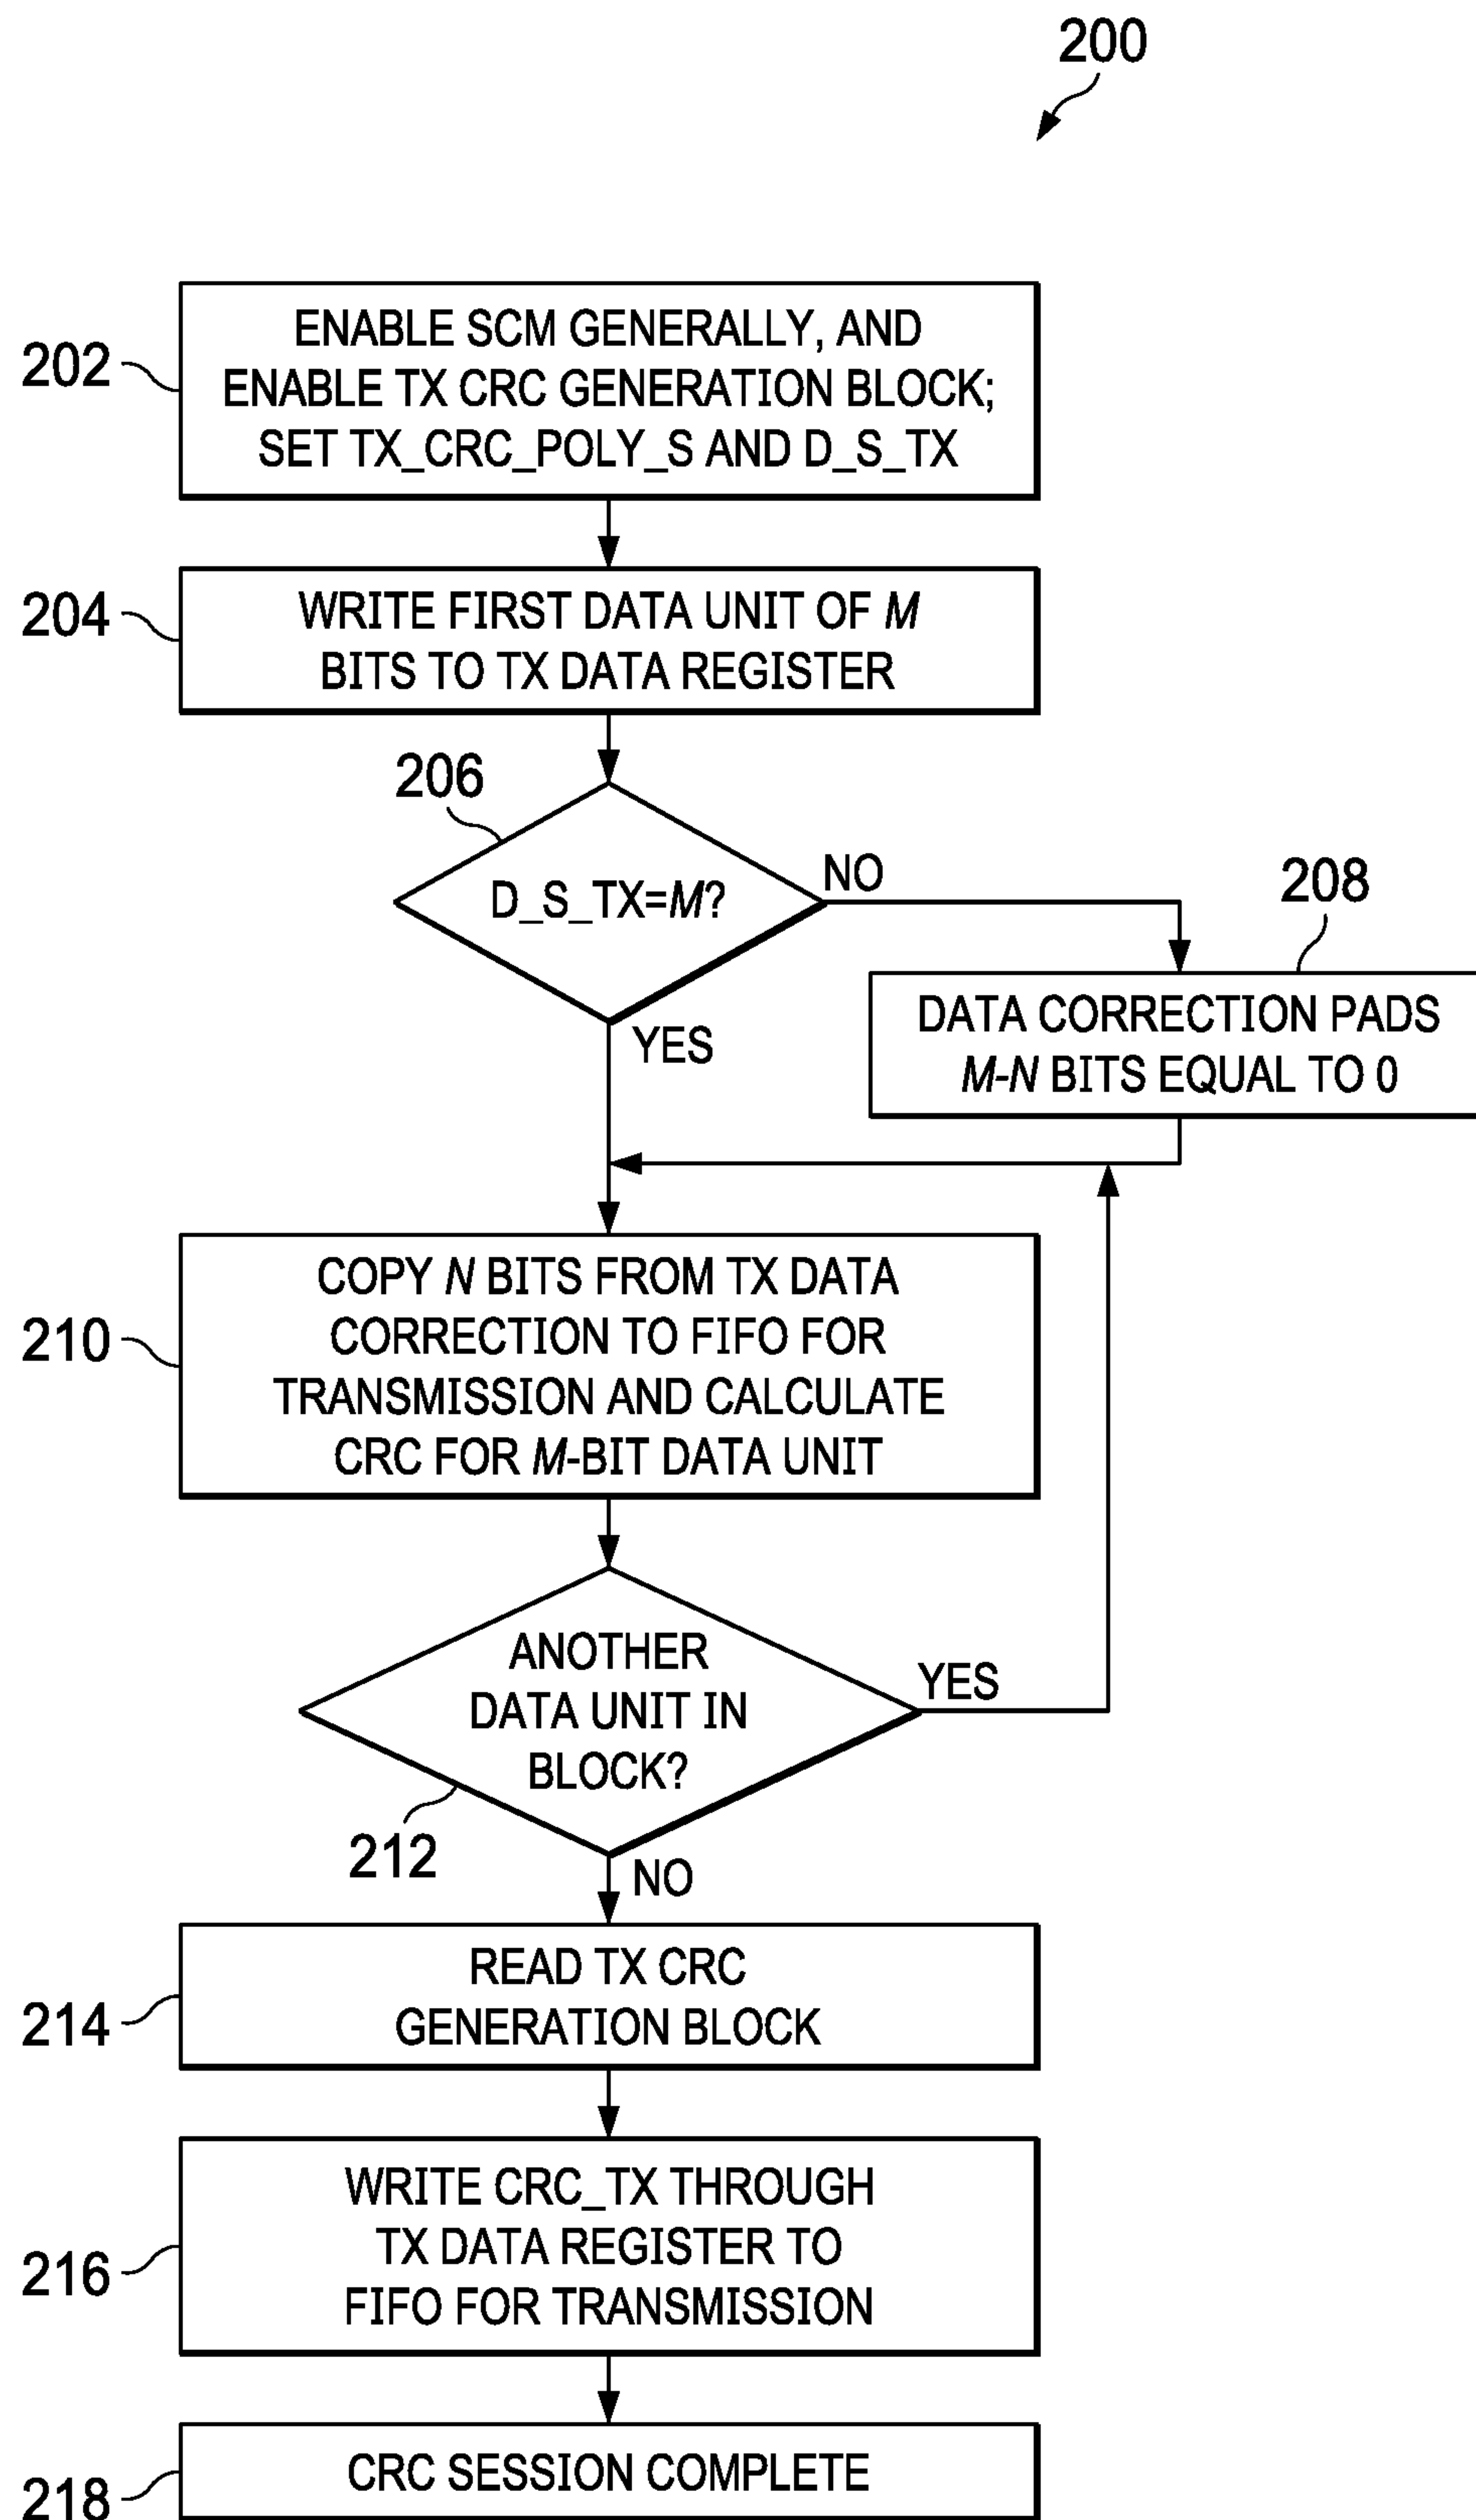 200
202
ENABLE SCM GENERALLY, AND
ENABLE TX CRC GENERATION BLOCK;
SET TX_CRC_POLY_S AND D_S_TX
204
WRITE FIRST DATA UNIT OF M
BITS TO TX DATA REGISTER
206
D_S_TX=M?
NO
YES
208
DATA CORRECTION PADS
M-N BITS EQUAL TO 0
210
COPY N BITS FROM TX DATA
CORRECTION TO FIFO FOR
TRANSMISSION AND CALCULATE
CRC FOR M-BIT DATA UNIT
ANOTHER
DATA UNIT IN
BLOCK?
YES
212
NO
214
READ TX CRC
GENERATION BLOCK
216
WRITE CRC_TX THROUGH
TX DATA REGISTER TO
FIFO FOR TRANSMISSION
218
CRC SESSION COMPLETE